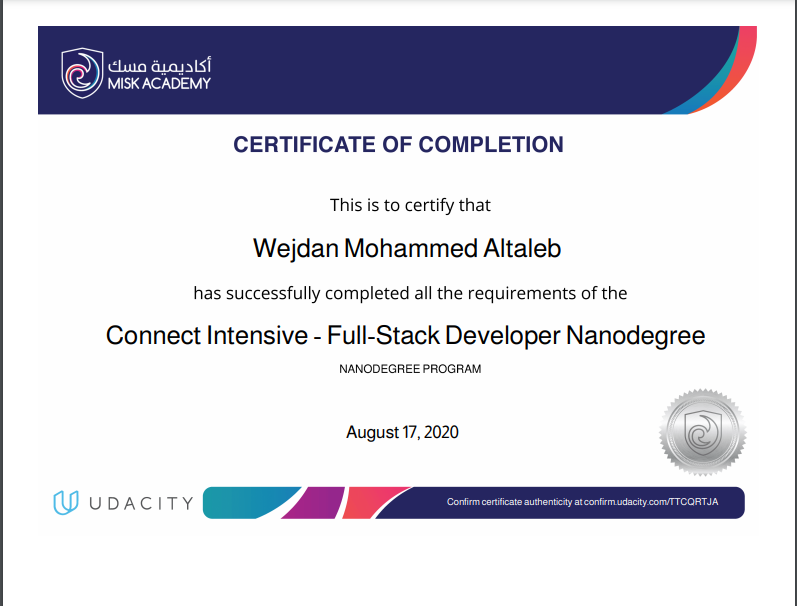 أكاديمية مسك
MISK ACADEMY
CERTIFICATE OF COMPLETION
This is to certify that
Wejdan Mohammed Altaleb
has successfully completed all the requirements of the
Connect Intensive - Full-Stack Developer Nanodegree
NANODEGREE PROGRAM
August 17, 2020
UDACITY
Confirm certificate authenticity at confirm.udacity.com/TTCQRTJA